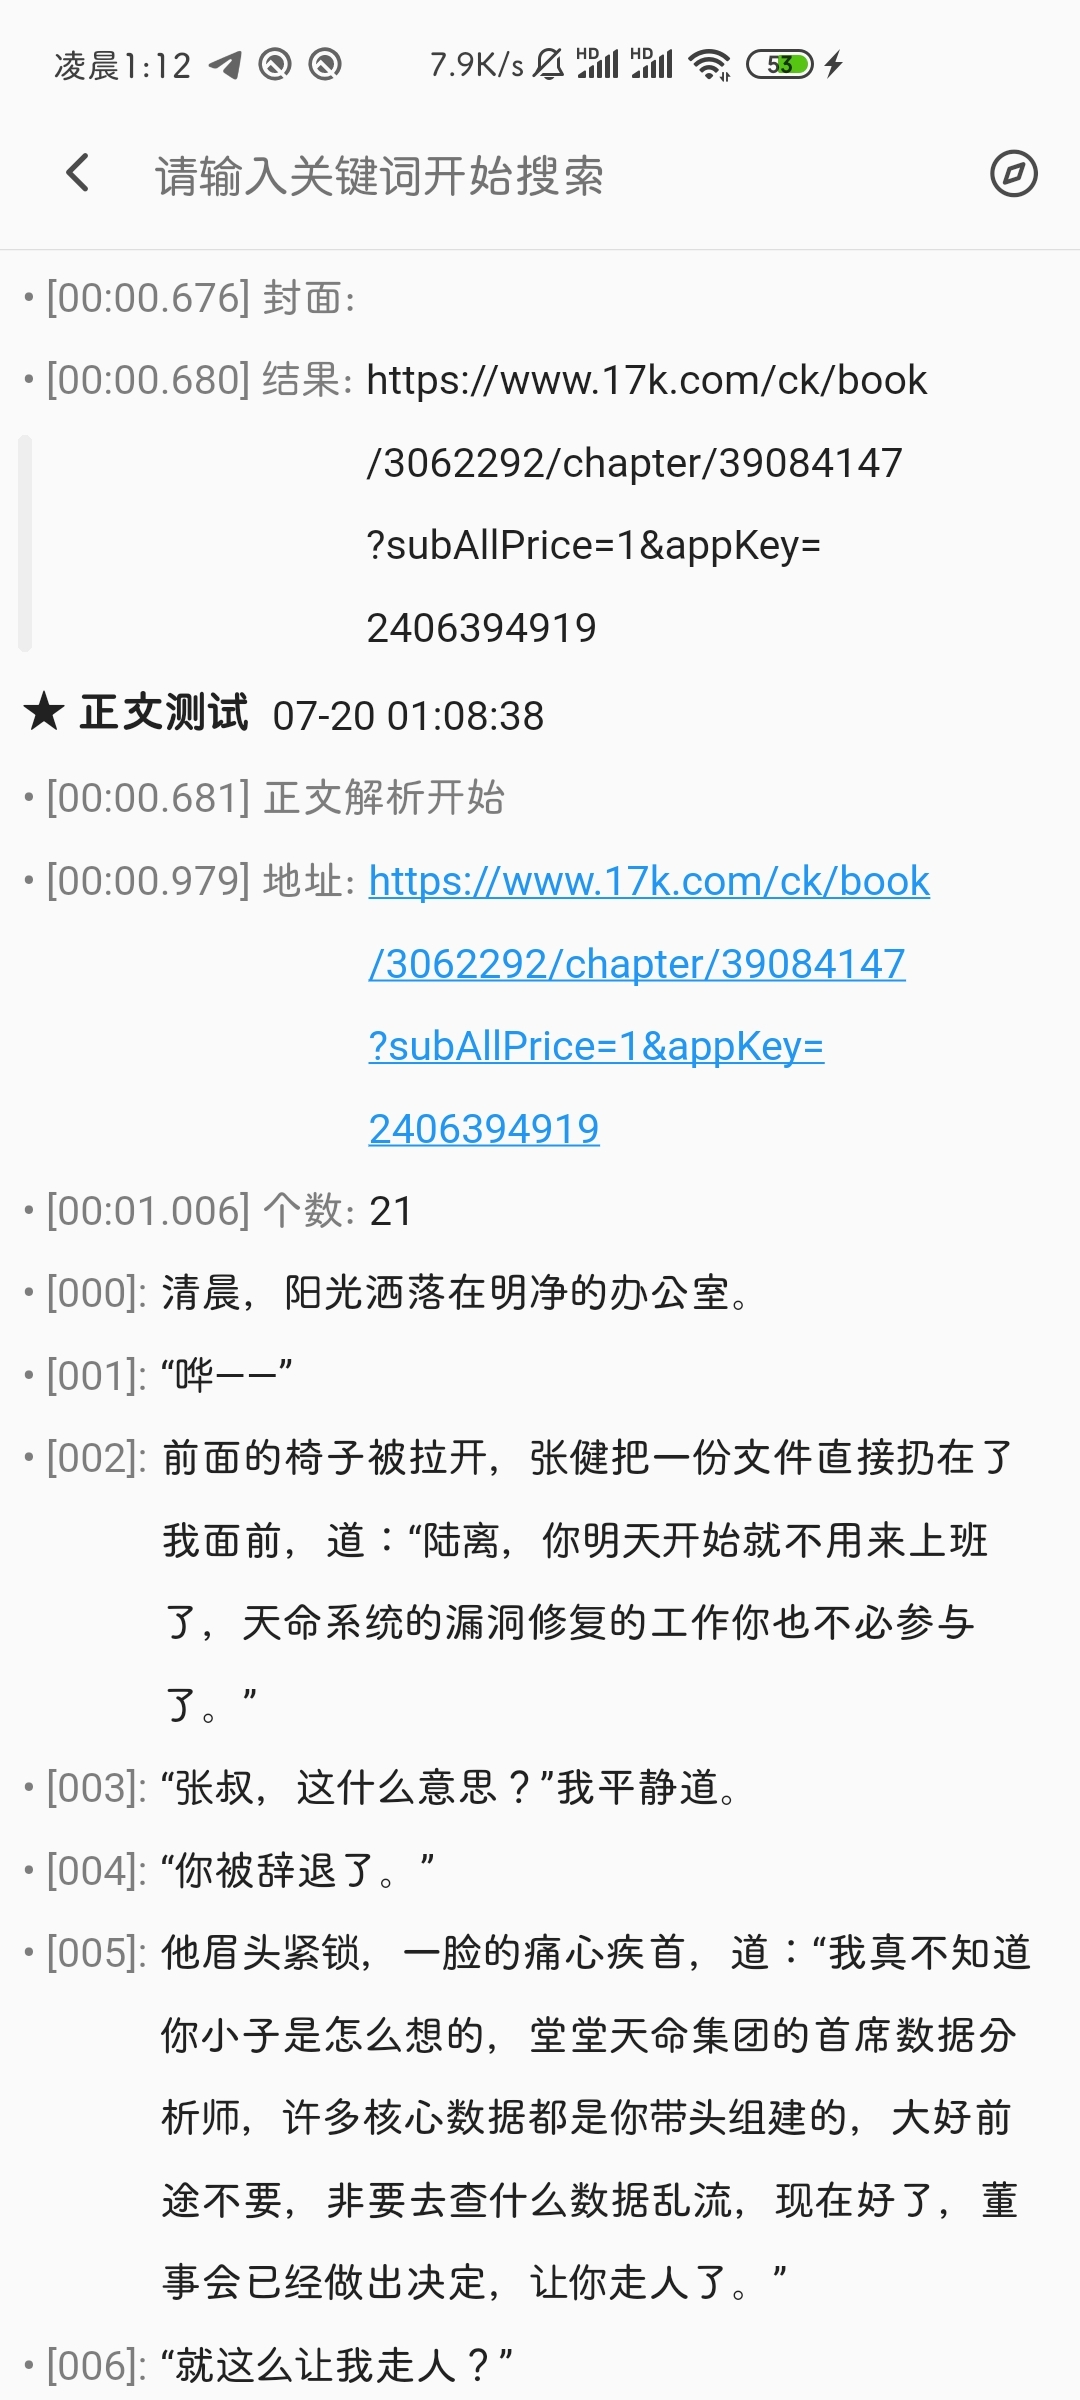 凌晨1:12 7.9K/s HD HD 53
请输入关键词开始搜索
• [00:00.676] 封面:
• [00:00.680] 结果: https://www.17k.com/ck/book
/3062292/chapter/39084147
?subAllPrice=1&appKey=
2406394919
★ 正文测试 07-20 01:08:38
• [00:00.681] 正文解析开始
• [00:00.979] 地址: https://www.17k.com/ck/book
/3062292/chapter/39084147
?subAllPrice=1&appKey=
2406394919
• [00:01.006] 个数: 21
• [000]: 清晨，阳光洒落在明净的办公室。
• [001]: “哗——”
• [002]: 前面的椅子被拉开，张健把一份文件直接扔在了
我面前，道：“陆离，你明天开始就不用来上班
了，天命系统的漏洞修复的工作你也不必参与
了。”
• [003]: “张叔，这什么意思？”我平静道。
• [004]: “你被辞退了。”
• [005]: 他眉头紧锁，一脸的痛心疾首，道：“我真不知道
你小子是怎么想的，堂堂天命集团的首席数据分
析师，许多核心数据都是你带头组建的，大好前
途不要，非要去查什么数据乱流，现在好了，董
事会已经做出决定，让你走人了。”
• [006]: “就这么让我走人？”